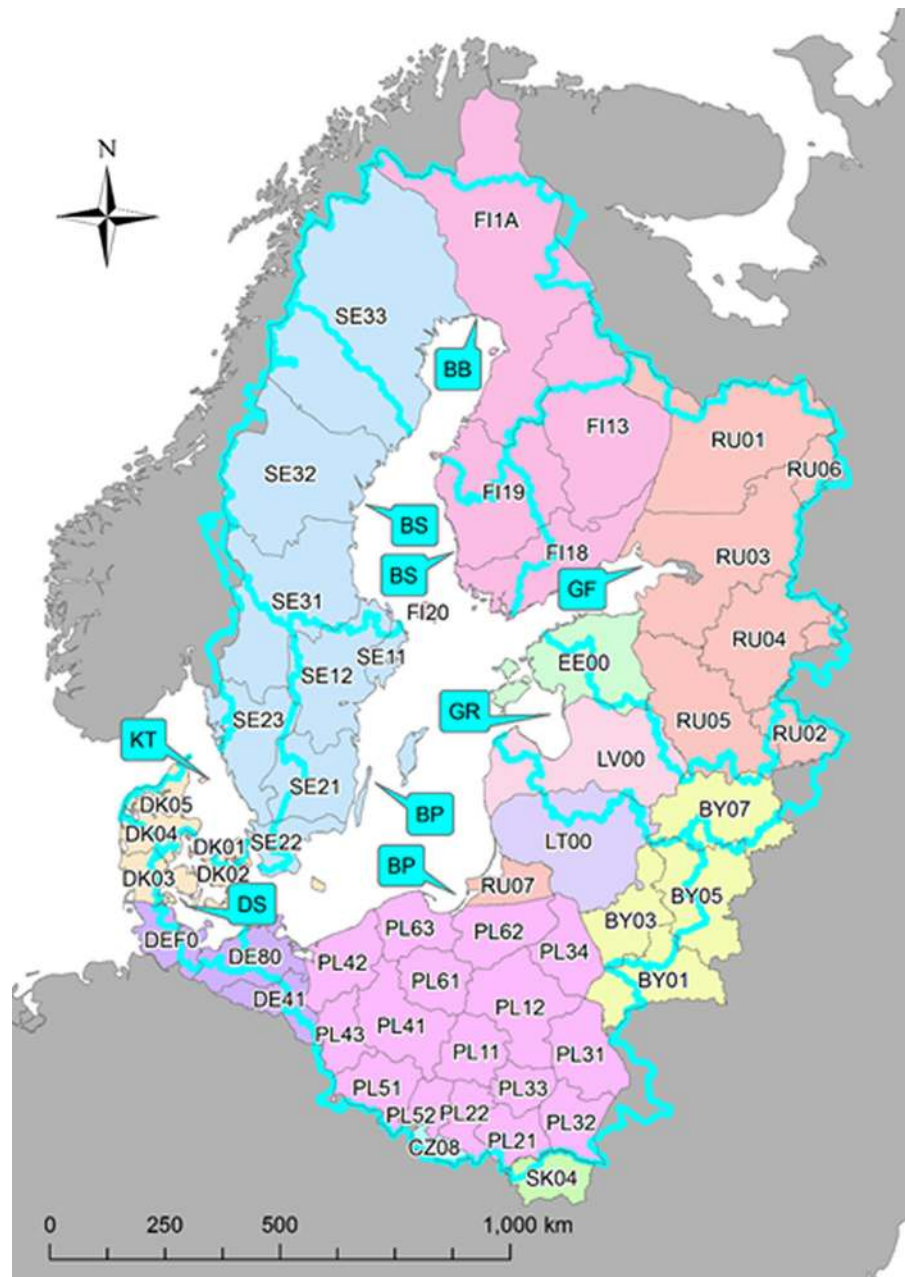 N
FI1A
SE33
BB
FI13
RU01
RU06
SE32
FI19
BS
RU03
FI18
BS
GF
SE31
FI20
RU04
SE11
EE00
SE12
GR
SE23
RU05
RU02
KT
LV00
SE21
DK05
BY07
BP
DK04
DK01
SE22
LT00
DK03
DK02
BP
RU07
BY05
DS
BY03
PL63
PL62
DEF0
DE80
PL42
PL34
PL61
BY01
DE41
PL12
PL43
PL41
PL11
PL31
PL51
PL33
PL52
PL22
PL32
CZ08
PL21
SK04
0 250 500 1,000 km